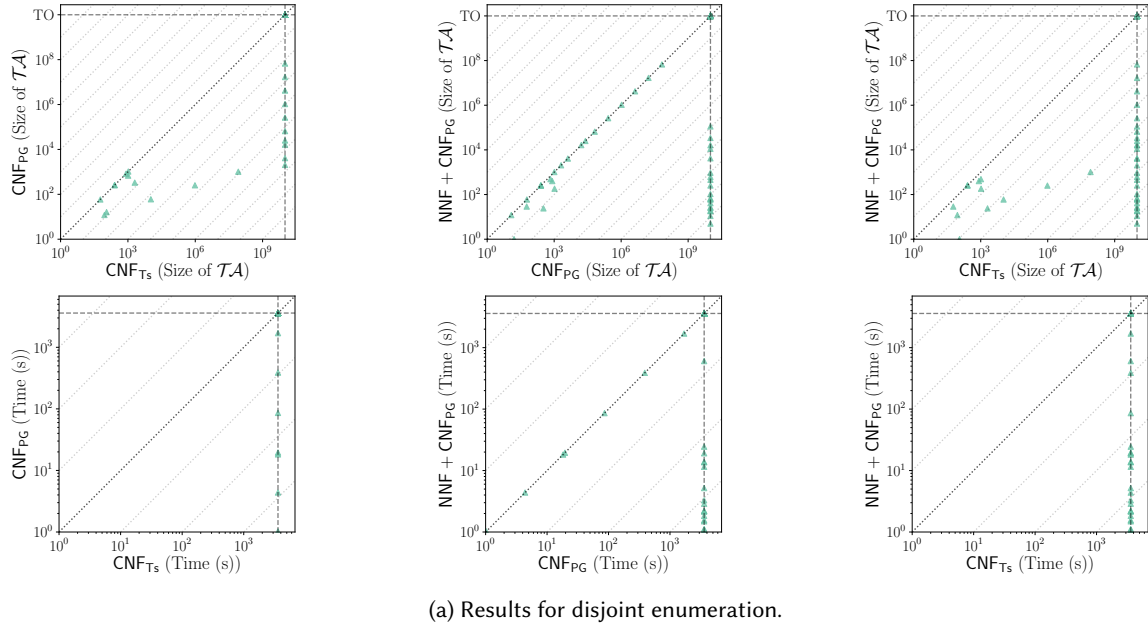 TO
10^8
10^6
10^4
10^2
10^0
CNF_PG (Size of 𝒯𝒜)
10^0 10^3 10^6 10^9
CNF_Ts (Size of 𝒯𝒜)
TO
10^8
10^6
10^4
10^2
10^0
NNF + CNF_PG (Size of 𝒯𝒜)
10^0 10^3 10^6 10^9
CNF_PG (Size of 𝒯𝒜)
TO
10^8
10^6
10^4
10^2
10^0
NNF + CNF_PG (Size of 𝒯𝒜)
10^0 10^3 10^6 10^9
CNF_Ts (Size of 𝒯𝒜)
10^3
10^2
10^1
10^0
CNF_PG (Time (s))
10^0 10^1 10^2 10^3
CNF_Ts (Time (s))
10^3
10^2
10^1
10^0
NNF + CNF_PG (Time (s))
10^0 10^1 10^2 10^3
CNF_PG (Time (s))
10^3
10^2
10^1
10^0
NNF + CNF_PG (Time (s))
10^0 10^1 10^2 10^3
CNF_Ts (Time (s))
(a) Results for disjoint enumeration.